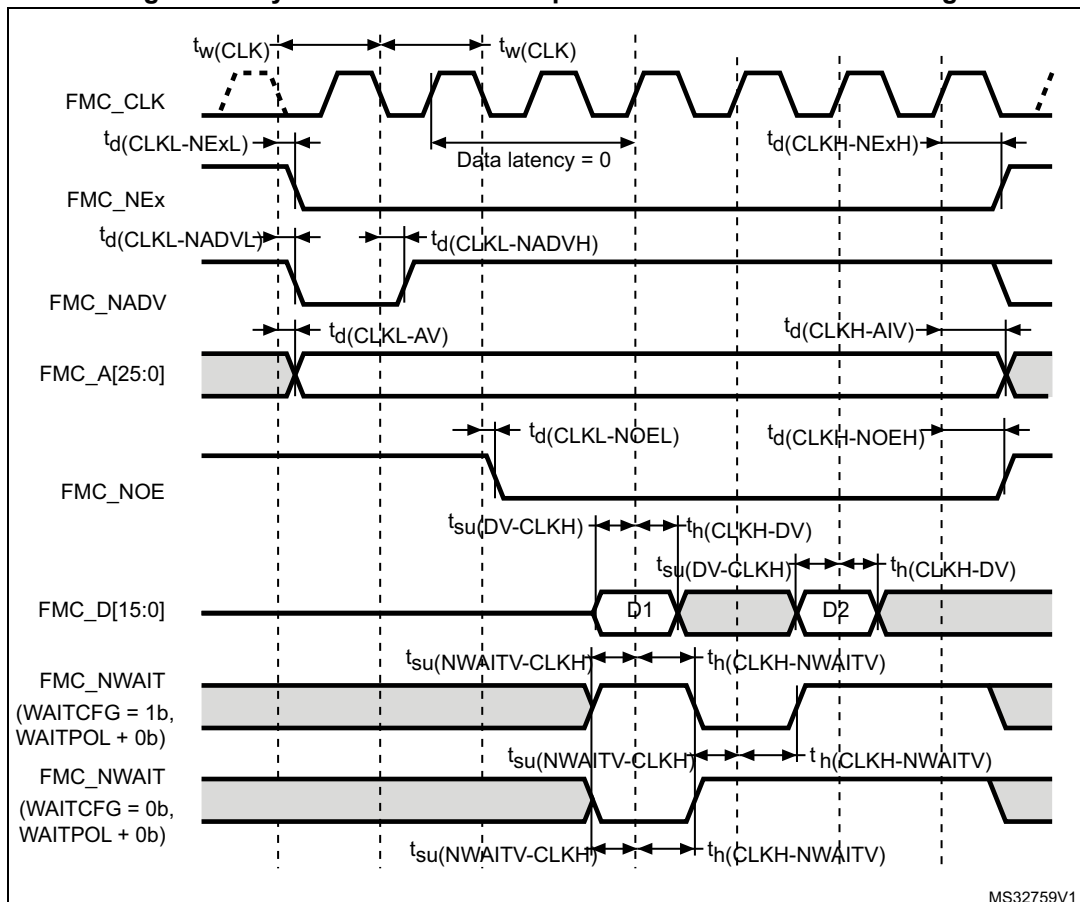 tw(CLK)
tw(CLK)
FMC_CLK
td(CLKL-NExL)
Data latency = 0
td(CLKH-NExH)
FMC_NEx
td(CLKL-NADVL)
td(CLKL-NADVH)
FMC_NADV
td(CLKL-AV)
td(CLKH-AIV)
FMC_A[25:0]
td(CLKL-NOEL)
td(CLKH-NOEH)
FMC_NOE
tsu(DV-CLKH)
th(CLKH-DV)
tsu(DV-CLKH)
th(CLKH-DV)
FMC_D[15:0]
D1
D2
tsu(NWAITV-CLKH)
th(CLKH-NWAITV)
FMC_NWAIT
(WAITCFG = 1b,
WAITPOL + 0b)
tsu(NWAITV-CLKH)
th(CLKH-NWAITV)
FMC_NWAIT
(WAITCFG = 0b,
WAITPOL + 0b)
tsu(NWAITV-CLKH)
th(CLKH-NWAITV)
MS32759V1